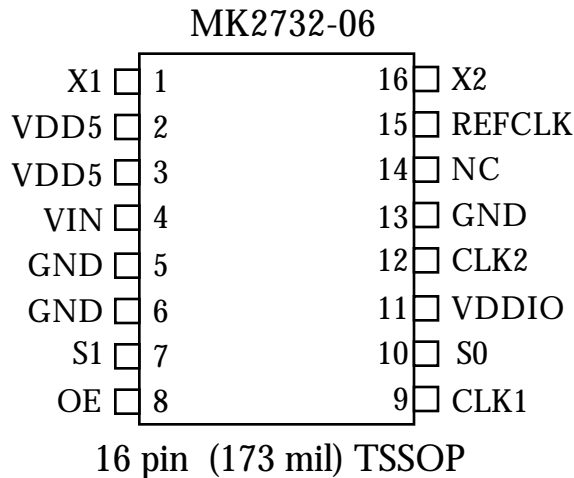 MK2732-06
X1 1 16 X2
VDD5 2 15 REFCLK
VDD5 3 14 NC
VIN 4 13 GND
GND 5 12 CLK2
GND 6 11 VDDIO
S1 7 10 S0
OE 8 9 CLK1
16 pin (173 mil) TSSOP